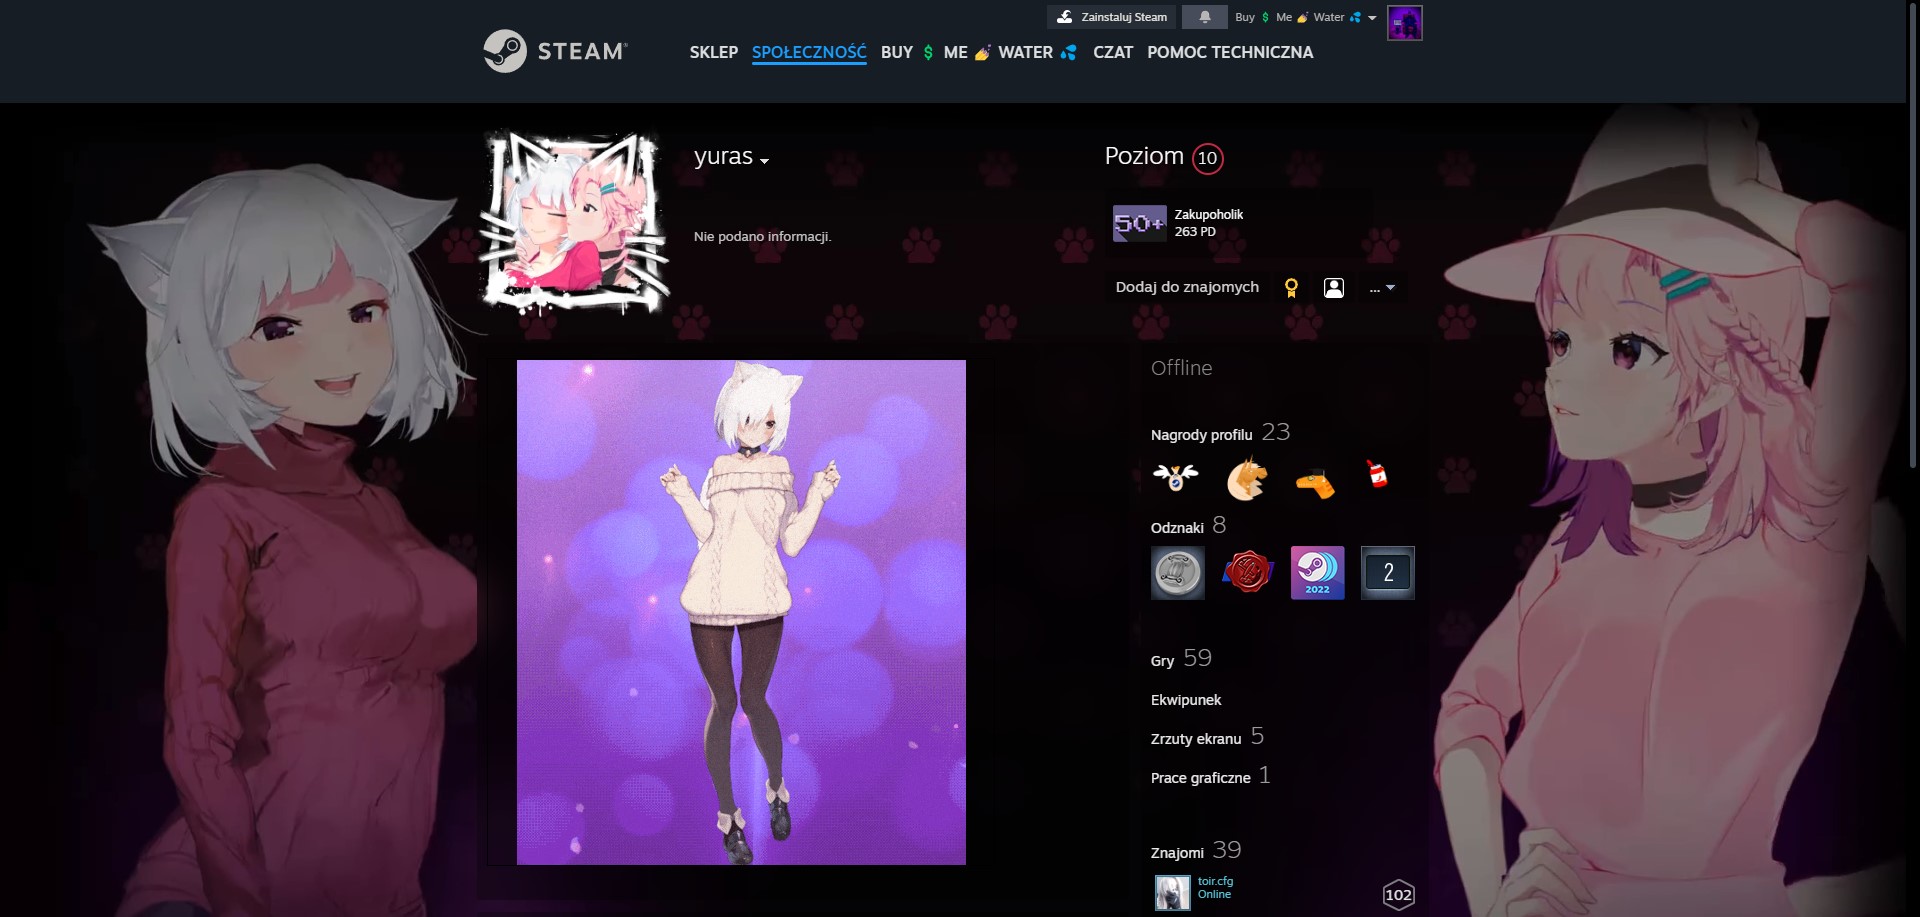 Zainstaluj Steam
Buy 💲 Me 💅 Water 💦
STEAM®
SKLEP SPOŁECZNOŚĆ BUY 💲 ME 💅 WATER 💦 CZAT POMOC TECHNICZNA
yuras
Poziom 10
50+
Zakupoholik
263 PD
Nie podano informacji.
Dodaj do znajomych
...
Offline
Nagrody profilu 23
Odznaki 8
2022
2
Gry 59
Ekwipunek
Zrzuty ekranu 5
Prace graficzne 1
Znajomi 39
toir.cfg
Online
102